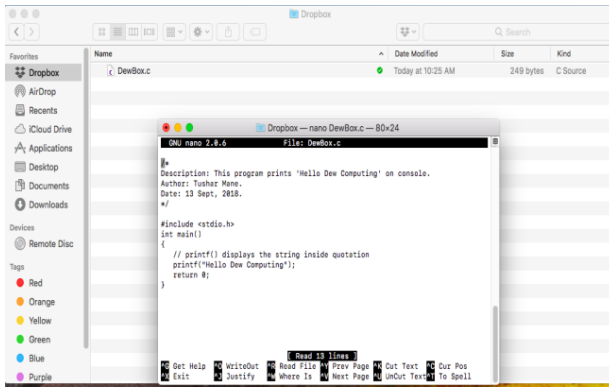 Dropbox
Search
Favorites
Dropbox
AirDrop
Recents
iCloud Drive
Applications
Desktop
Documents
Downloads
Devices
Remote Disc
Tags
Red
Orange
Yellow
Green
Blue
Purple
Name Date Modified Size Kind
DewBox.c Today at 10:25 AM 249 bytes C Source
Dropbox — nano DewBox.c — 80×24
GNU nano 2.0.6 File: DewBox.c
/*
Description: This program prints 'Hello Dew Computing' on console.
Author: Tushar Mane.
Date: 13 Sept, 2018.
*/
#include <stdio.h>
int main()
{
// printf() displays the string inside quotation
printf("Hello Dew Computing");
return 0;
}
[ Read 13 lines ]
^G Get Help ^O WriteOut ^R Read File ^Y Prev Page ^K Cut Text ^C Cur Pos
^X Exit ^J Justify ^W Where Is ^V Next Page ^U UnCut Text ^T To Spell